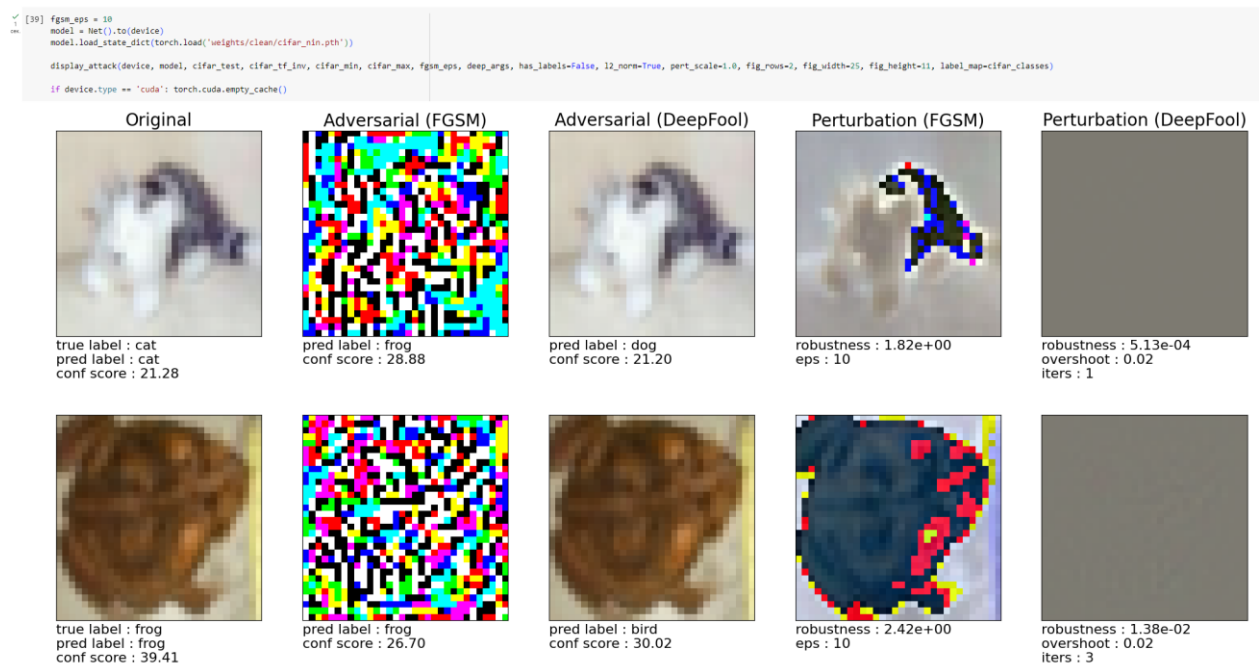 [39] fgsm_eps = 10
model = Net().to(device)
model.load_state_dict(torch.load('weights/clean/cifar_nin.pth'))
display_attack(device, model, cifar_test, cifar_tf_inv, cifar_min, cifar_max, fgsm_eps, deep_args, has_labels=False, l2_norm=True, pert_scale=1.0, fig_rows=2, fig_width=25, fig_height=11, label_map=cifar_classes)
if device.type == 'cuda': torch.cuda.empty_cache()
Original
Adversarial (FGSM)
Adversarial (DeepFool)
Perturbation (FGSM)
Perturbation (DeepFool)
true label : cat
pred label : cat
conf score : 21.28
pred label : frog
conf score : 28.88
pred label : dog
conf score : 21.20
robustness : 1.82e+00
eps : 10
robustness : 5.13e-04
overshoot : 0.02
iters : 1
true label : frog
pred label : frog
conf score : 39.41
pred label : frog
conf score : 26.70
pred label : bird
conf score : 30.02
robustness : 2.42e+00
eps : 10
robustness : 1.38e-02
overshoot : 0.02
iters : 3